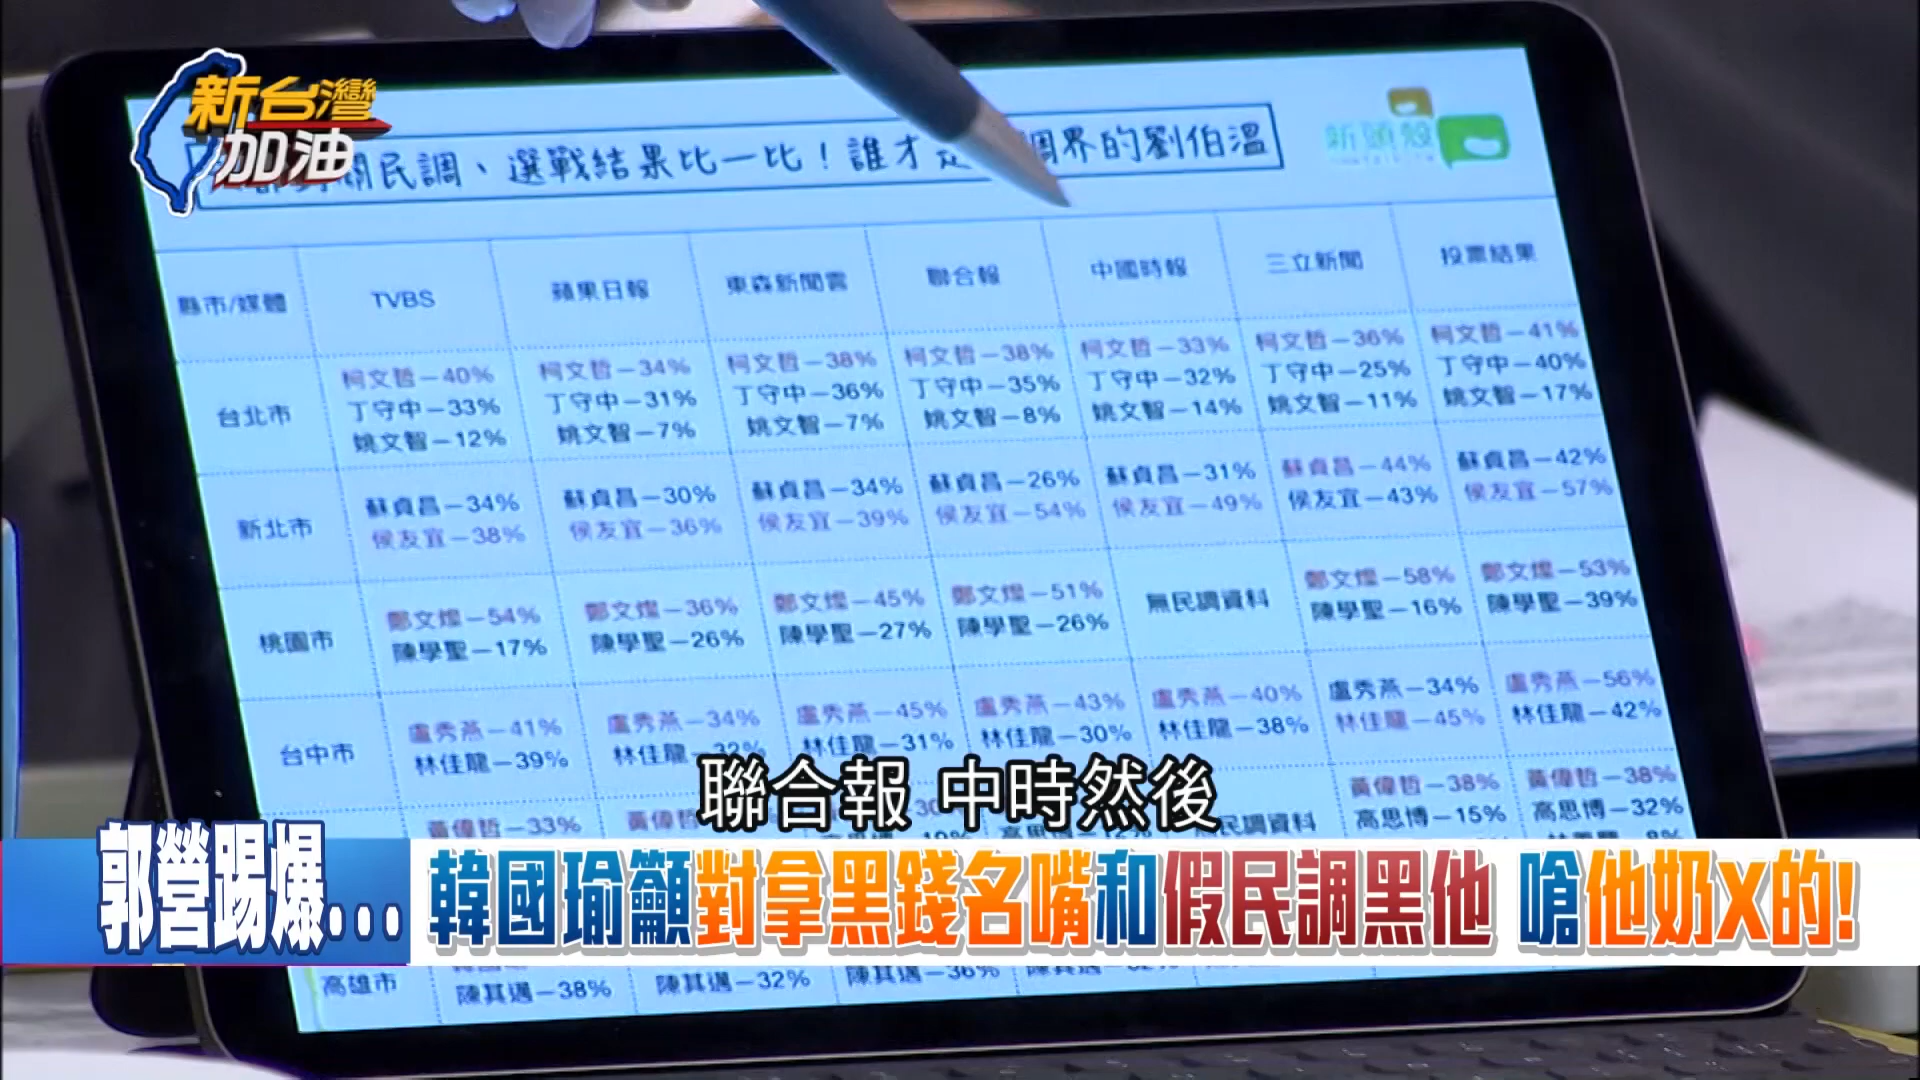 新台灣
加油
民調、選戰結果比一比！誰才
調界的劉伯溫
新頭殼
縣市/媒體 TVBS 蘋果日報 東森新聞雲 聯合報 中國時報 三立新聞 投票結果
台北市
柯文哲—40% 柯文哲—34% 柯文哲—38% 柯文哲—38% 柯文哲—33% 柯文哲—36% 柯文哲—41%
丁守中—33% 丁守中—31% 丁守中—36% 丁守中—35% 丁守中—32% 丁守中—25% 丁守中—40%
姚文智—12% 姚文智—7% 姚文智—7% 姚文智—8% 姚文智—14% 姚文智—11% 姚文智—17%
新北市
蘇貞昌—34% 蘇貞昌—30% 蘇貞昌—34% 蘇貞昌—26% 蘇貞昌—31% 蘇貞昌—44% 蘇貞昌—42%
侯友宜—38% 侯友宜—36% 侯友宜—39% 侯友宜—54% 侯友宜—49% 侯友宜—43% 侯友宜—57%
桃園市
鄭文燦—54% 鄭文燦—36% 鄭文燦—45% 鄭文燦—51% 無民調資料 鄭文燦—58% 鄭文燦—53%
陳學聖—17% 陳學聖—26% 陳學聖—27% 陳學聖—26% 陳學聖—16% 陳學聖—39%
台中市
盧秀燕—41% 盧秀燕—34% 盧秀燕—45% 盧秀燕—43% 盧秀燕—40% 盧秀燕—34% 盧秀燕—56%
林佳龍—39% 林佳龍—32% 林佳龍—31% 林佳龍—30% 林佳龍—38% 林佳龍—45% 林佳龍—42%
黃偉哲—33% 黃偉哲 民調資料 黃偉哲—38% 黃偉哲—38%
高思博—15% 高思博—32%
聯合報 中時然後
郭營踢爆...
韓國瑜籲對拿黑錢名嘴和假民調黑他 嗆他奶X的!
高雄市
陳其邁—38% 陳其邁—32% 陳其邁—36%